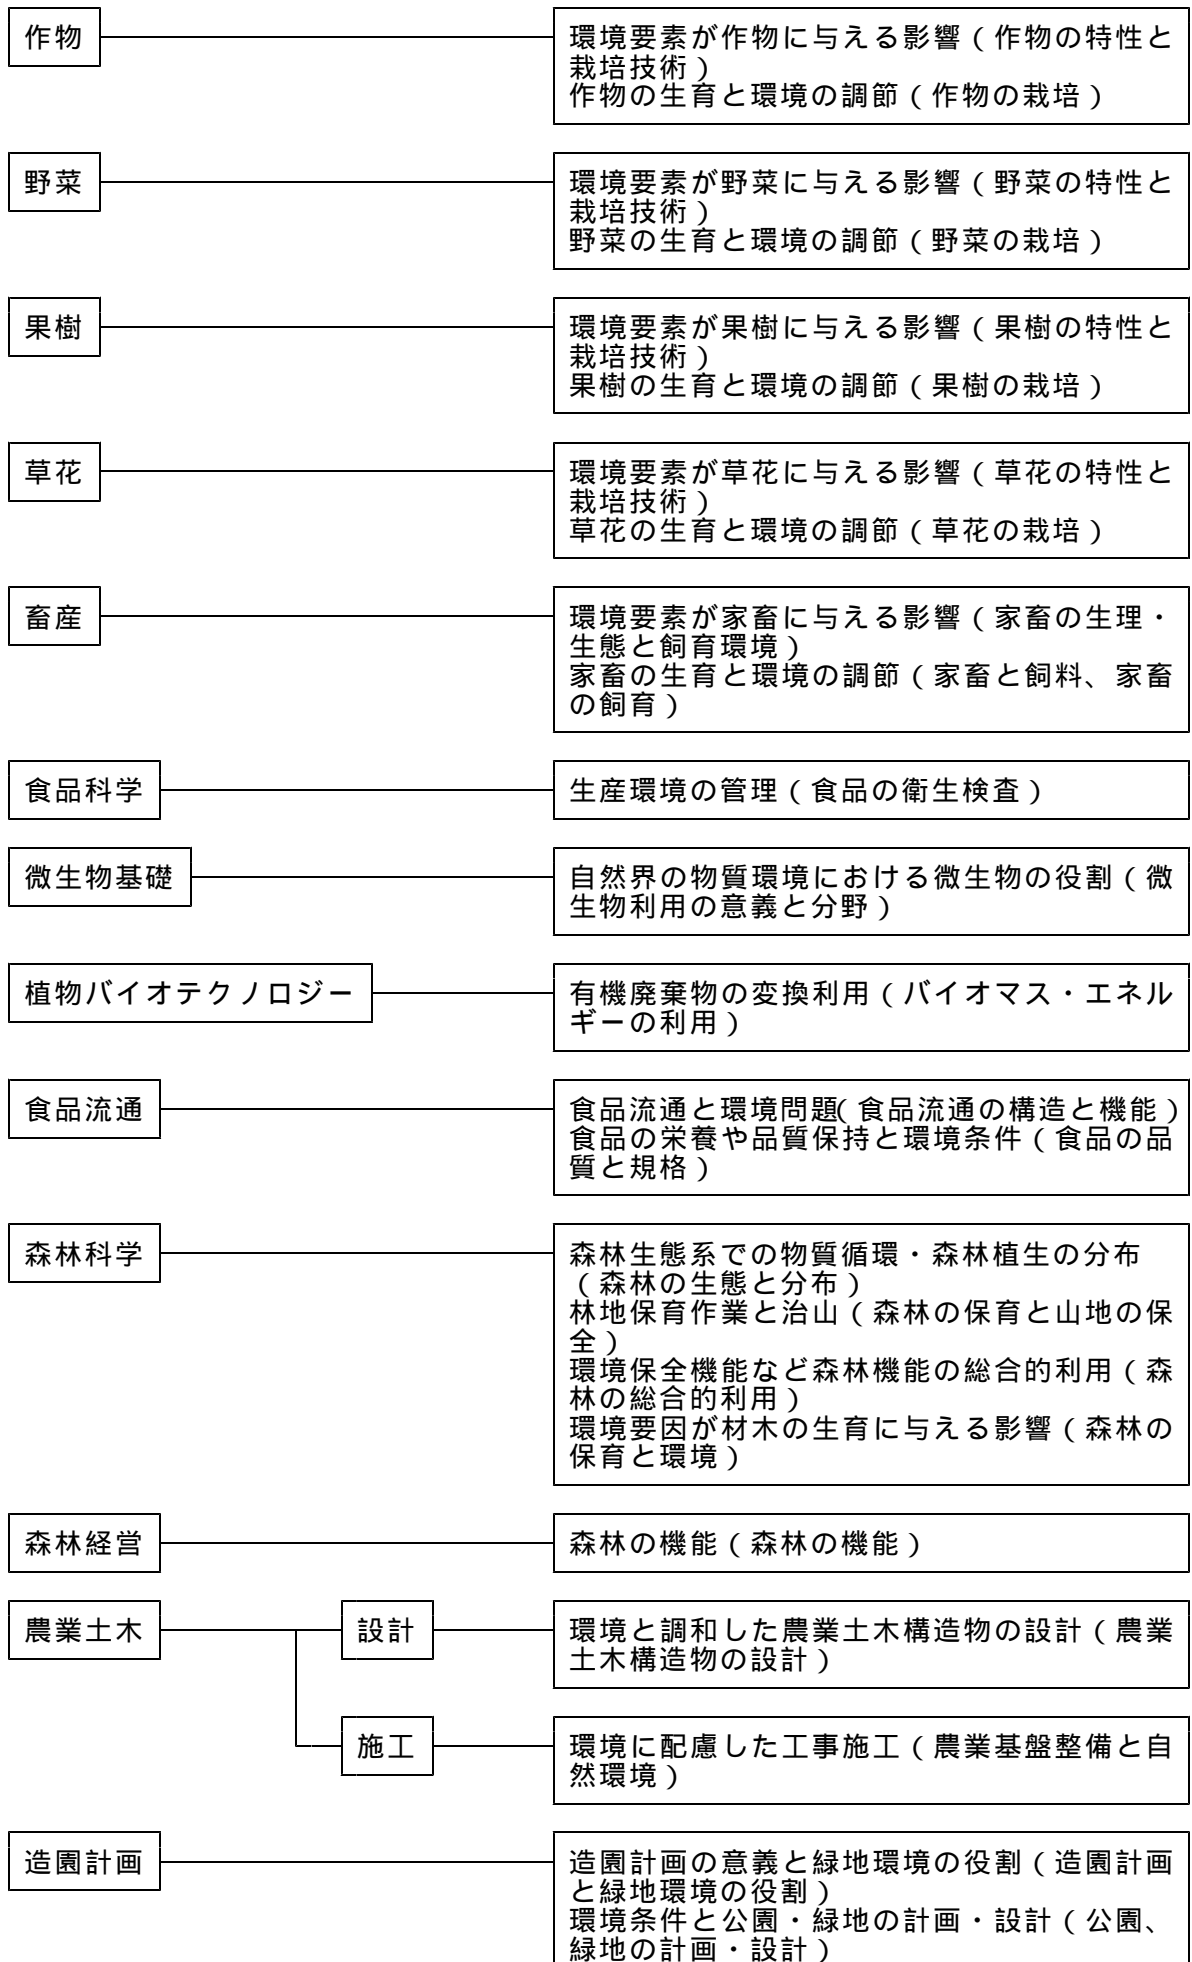 作物
環境要素が作物に与える影響(作物の特性と
栽培技術)
作物の生育と環境の調節(作物の栽培)
野菜
環境要素が野菜に与える影響(野菜の特性と
栽培技術)
野菜の生育と環境の調節(野菜の栽培)
果樹
環境要素が果樹に与える影響(果樹の特性と
栽培技術)
果樹の生育と環境の調節(果樹の栽培)
草花
環境要素が草花に与える影響(草花の特性と
栽培技術)
草花の生育と環境の調節(草花の栽培)
畜産
環境要素が家畜に与える影響(家畜の生理・
生態と飼育環境)
家畜の生育と環境の調節(家畜と飼料、家畜
の飼育)
食品科学
生産環境の管理(食品の衛生検査)
微生物基礎
自然界の物質環境における微生物の役割(微
生物利用の意義と分野)
植物バイオテクノロジー
有機廃棄物の変換利用(バイオマス・エネル
ギーの利用)
食品流通
食品流通と環境問題(食品流通の構造と機能)
食品の栄養や品質保持と環境条件(食品の品
質と規格)
森林科学
森林生態系での物質循環・森林植生の分布
(森林の生態と分布)
林地保育作業と治山(森林の保育と山地の保
全)
環境保全機能など森林機能の総合的利用(森
林の総合的利用)
環境要因が材木の生育に与える影響(森林の
保育と環境)
森林経営
森林の機能(森林の機能)
農業土木
設計
環境と調和した農業土木構造物の設計(農業
土木構造物の設計)
施工
環境に配慮した工事施工(農業基盤整備と自
然環境)
造園計画
造園計画の意義と緑地環境の役割(造園計画
と緑地環境の役割)
環境条件と公園・緑地の計画・設計(公園、
緑地の計画・設計)